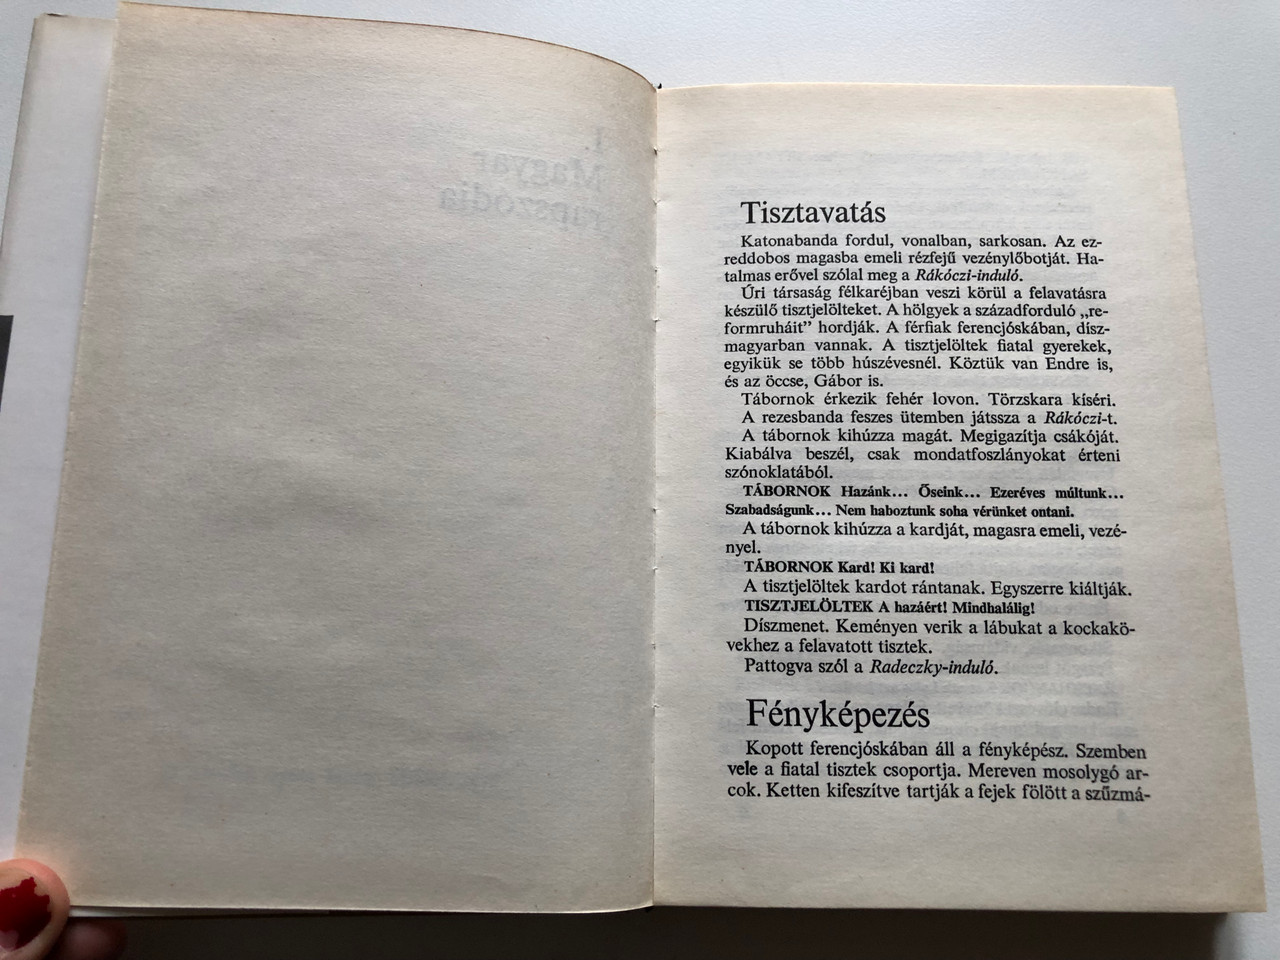 I.
Magyar
rapszódia
Tisztavatás
Katonabanda fordul, vonalban, sarkosan. Az ez-
reddobos magasba emeli rézfejű vezénylőbotját. Ha-
talmas erővel szólal meg a Rákóczi-induló.
Úri társaság félkaréjban veszi körül a felavatásra
készülő tisztjelölteket. A hölgyek a századforduló „re-
formruháit” hordják. A férfiak ferencjóskában, dísz-
magyarban vannak. A tisztjelöltek fiatal gyerekek,
egyikük se több húszévesnél. Köztük van Endre is,
és az öccse, Gábor is.
Tábornok érkezik fehér lovon. Törzskara kíséri.
A rezesbanda feszes ütemben játssza a Rákóczi-t.
A tábornok kihúzza magát. Megigazítja csákóját.
Kiabálva beszél, csak mondatfoszlányokat érteni
szónoklatából.
TÁBORNOK Hazánk... Őseink... Ezeréves múltunk...
Szabadságunk... Nem haboztunk soha vérünket ontani.
A tábornok kihúzza a kardját, magasra emeli, vezé-
nyel.
TÁBORNOK Kard! Ki kard!
A tisztjelöltek kardot rántanak. Egyszerre kiáltják.
TISZTJELÖLTEK A hazáért! Mindhalálig!
Díszmenet. Keményen verik a lábukat a kockakö-
vekhez a felavatott tisztek.
Pattogva szól a Radeczky-induló.
Fényképezés
Kopott ferencjóskában áll a fényképész. Szemben
vele a fiatal tisztek csoportja. Mereven mosolygó ar-
cok. Ketten kifeszítve tartják a fejek fölött a szűzmá-